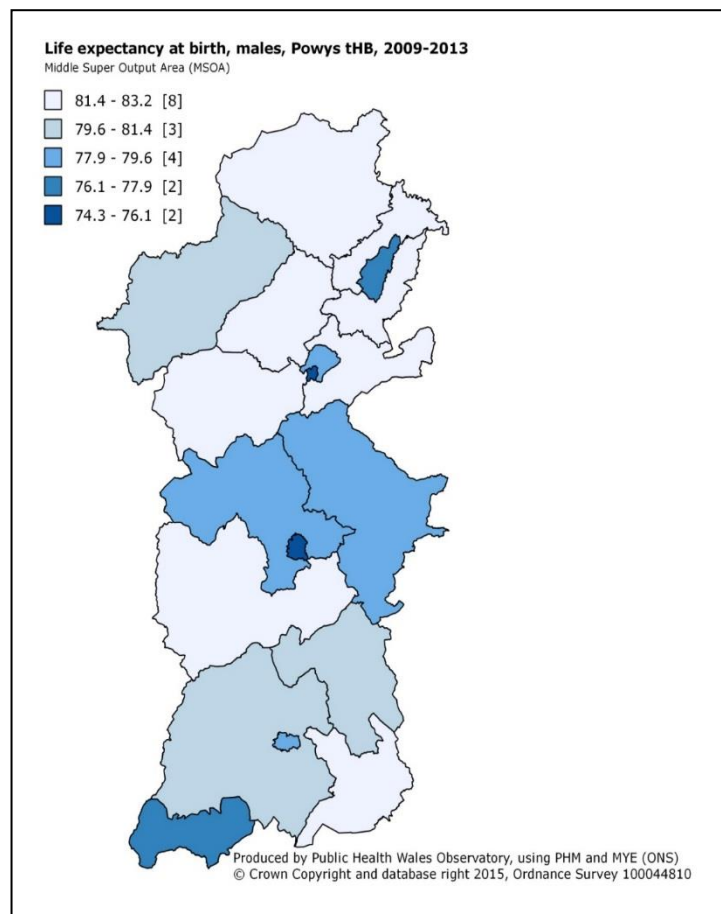 Life expectancy at birth, males, Powys tHB, 2009-2013
Middle Super Output Area (MSOA)
81.4 - 83.2 [8]
79.6 - 81.4 [3]
77.9 - 79.6 [4]
76.1 - 77.9 [2]
74.3 - 76.1 [2]
Produced by Public Health Wales Observatory, using PHM and MYE (ONS)
© Crown Copyright and database right 2015, Ordnance Survey 100044810